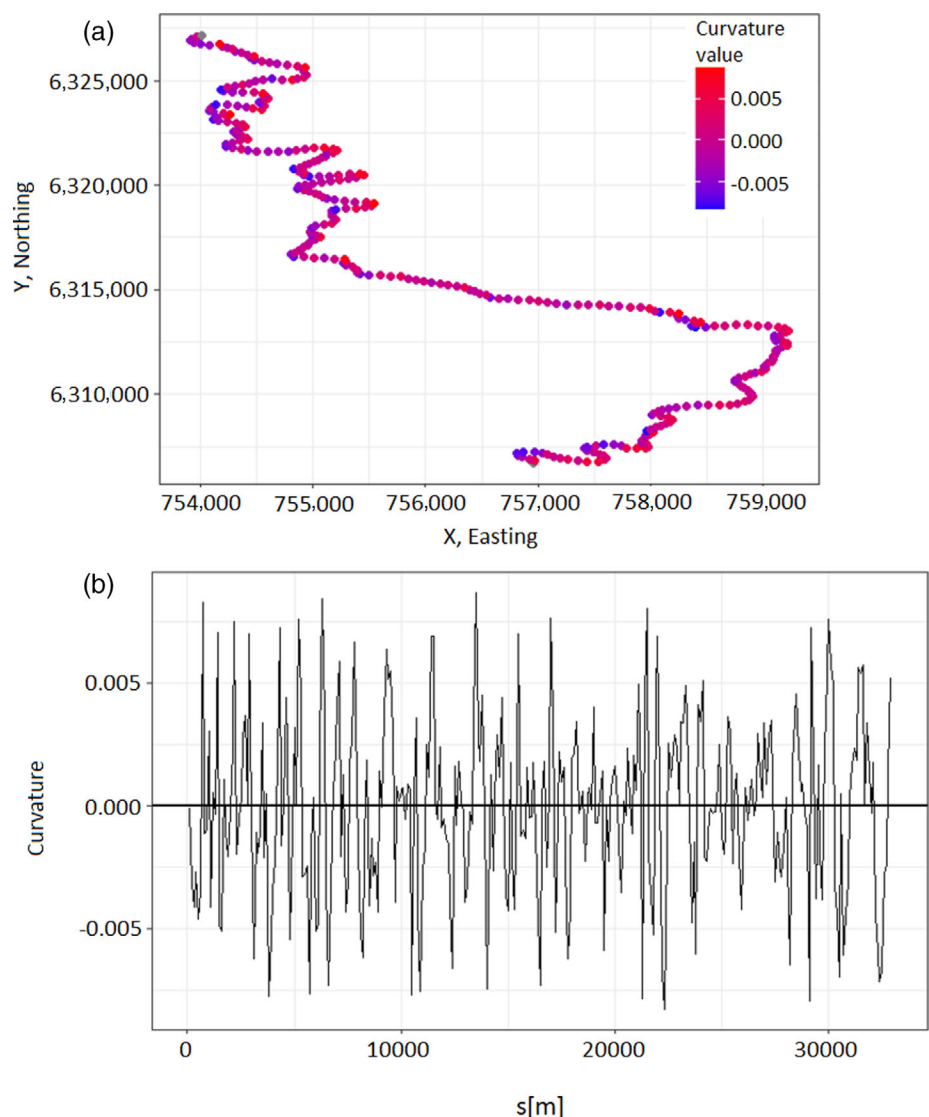 (a)
Curvature
value
0.005
0.000
-0.005
6,325,000
6,320,000
6,315,000
6,310,000
Y, Northing
754,000 755,000 756,000 757,000 758,000 759,000
X, Easting
(b)
0.005
0.000
-0.005
Curvature
0 10000 20000 30000
s[m]